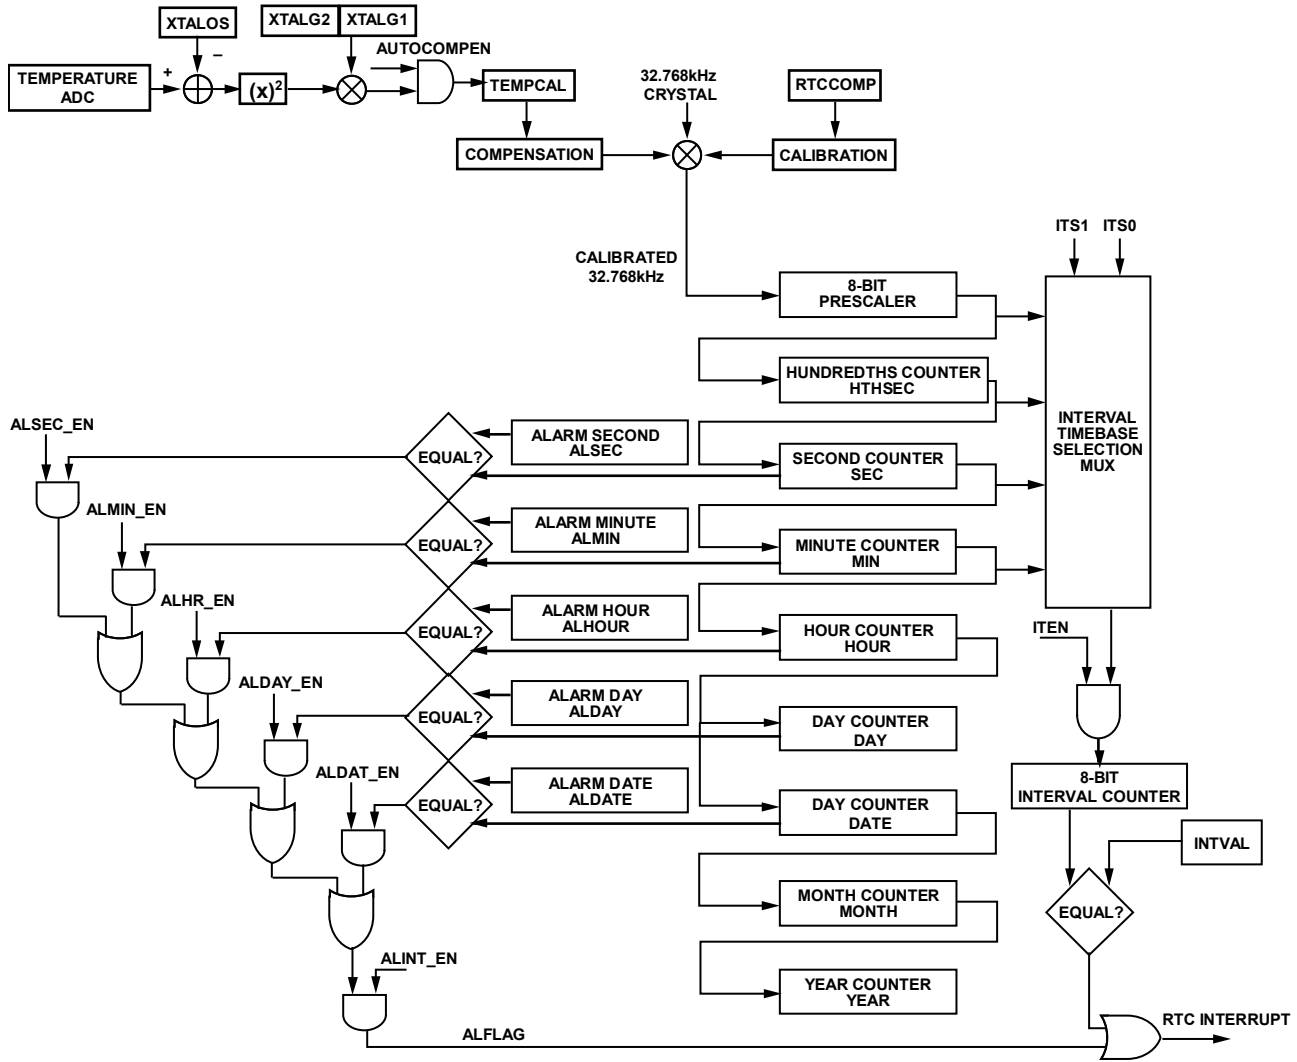 XTALOS
XTALG2 XTALG1
AUTOCOMPEN
TEMPERATURE
ADC
+
−
(x)2
TEMPCAL
32.768kHz
CRYSTAL
RTCCOMP
COMPENSATION
CALIBRATION
CALIBRATED
32.768kHz
ITS1 ITS0
8-BIT
PRESCALER
HUNDREDTHS COUNTER
HTHSEC
INTERVAL
TIMEBASE
SELECTION
MUX
ALSEC_EN
EQUAL?
ALARM SECOND
ALSEC
SECOND COUNTER
SEC
ALMIN_EN
EQUAL?
ALARM MINUTE
ALMIN
MINUTE COUNTER
MIN
ALHR_EN
EQUAL?
ALARM HOUR
ALHOUR
HOUR COUNTER
HOUR
ITEN
ALDAY_EN
EQUAL?
ALARM DAY
ALDAY
DAY COUNTER
DAY
ALDAT_EN
EQUAL?
ALARM DATE
ALDATE
DAY COUNTER
DATE
8-BIT
INTERVAL COUNTER
INTVAL
MONTH COUNTER
MONTH
EQUAL?
ALINT_EN
YEAR COUNTER
YEAR
ALFLAG
RTC INTERRUPT